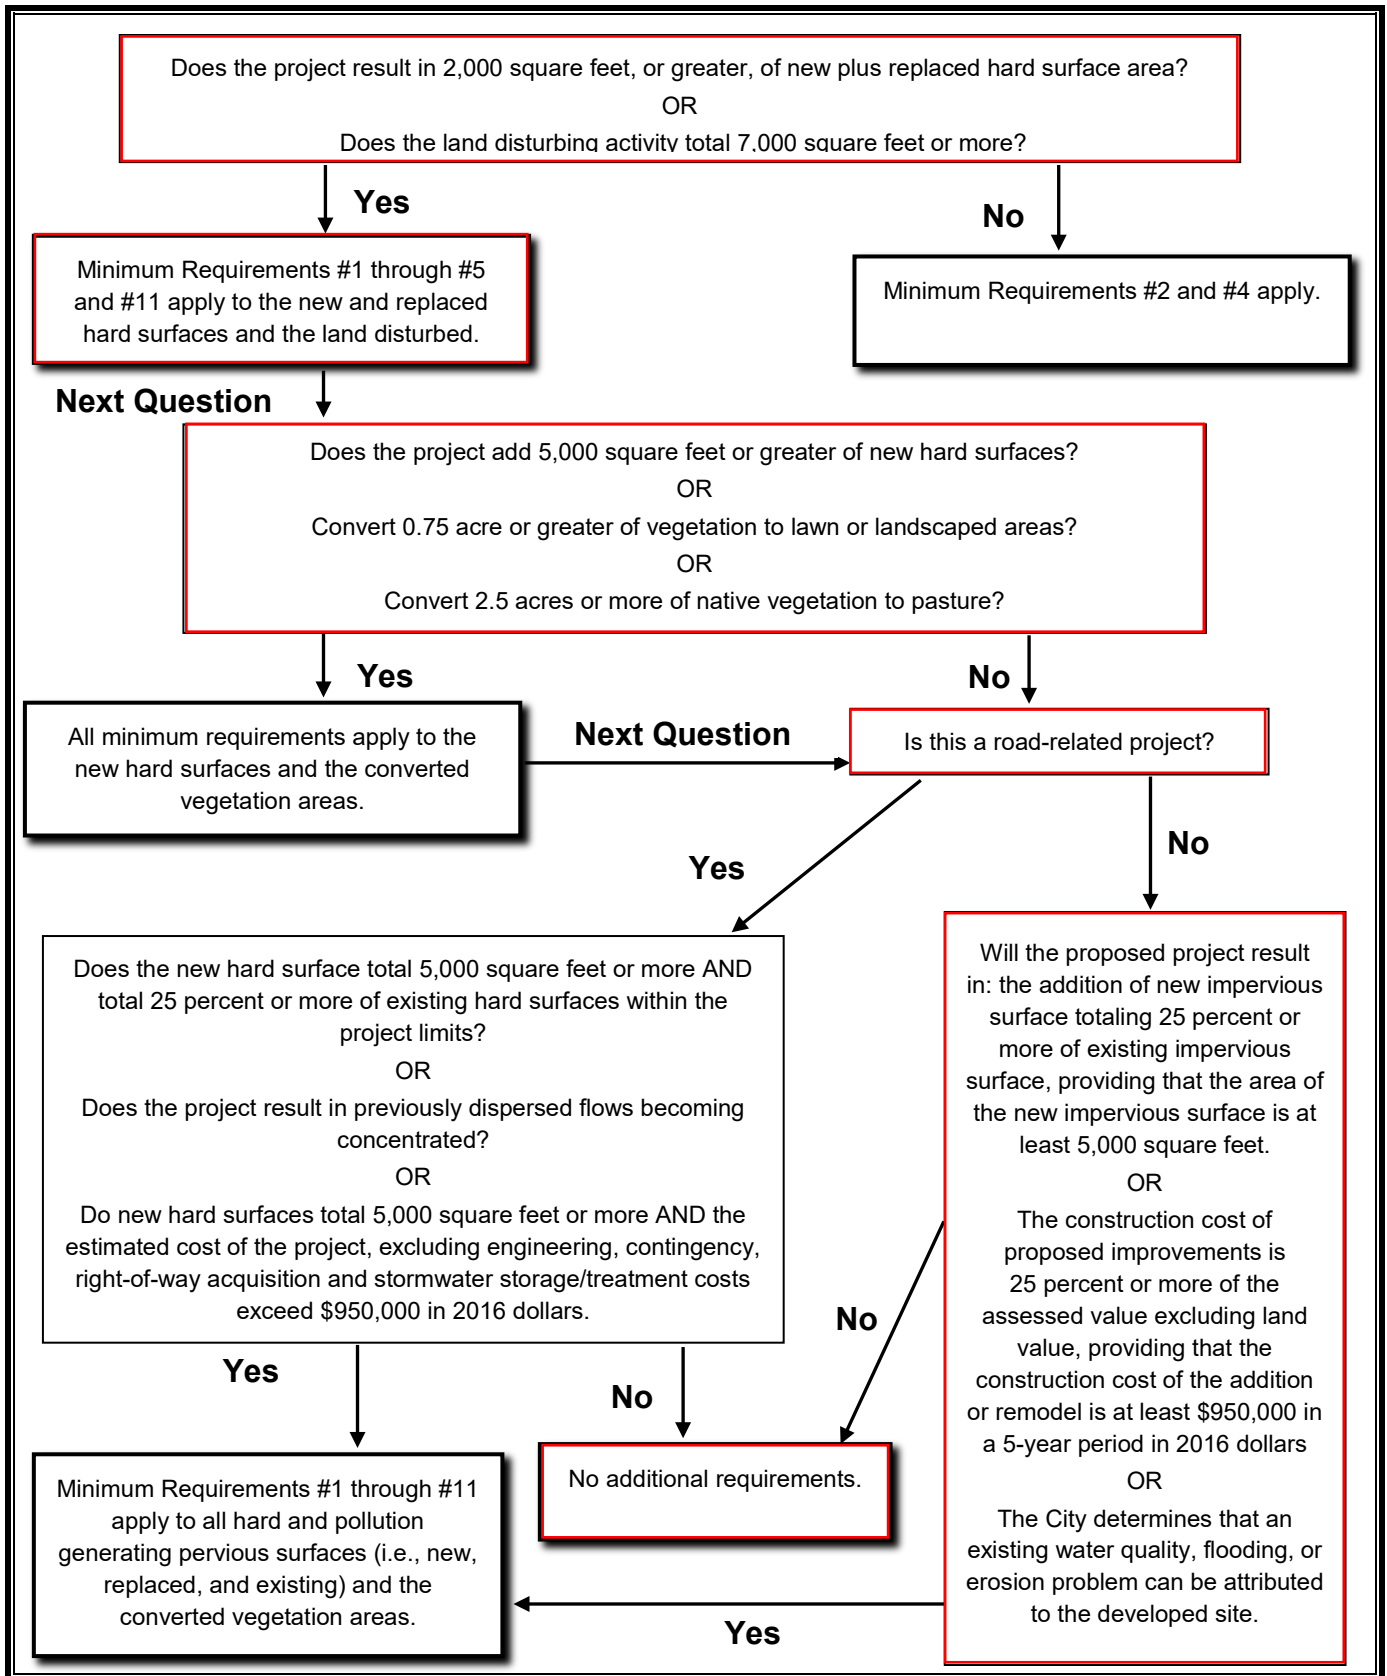 Does the project result in 2,000 square feet, or greater, of new plus replaced hard surface area?
OR
Does the land disturbing activity total 7,000 square feet or more?
Yes
No
Minimum Requirements #1 through #5
and #11 apply to the new and replaced
hard surfaces and the land disturbed.
Minimum Requirements #2 and #4 apply.
Next Question
Does the project add 5,000 square feet or greater of new hard surfaces?
OR
Convert 0.75 acre or greater of vegetation to lawn or landscaped areas?
OR
Convert 2.5 acres or more of native vegetation to pasture?
Yes
No
All minimum requirements apply to the
new hard surfaces and the converted
vegetation areas.
Next Question
Is this a road-related project?
Yes
No
Does the new hard surface total 5,000 square feet or more AND
total 25 percent or more of existing hard surfaces within the
project limits?
OR
Does the project result in previously dispersed flows becoming
concentrated?
OR
Do new hard surfaces total 5,000 square feet or more AND the
estimated cost of the project, excluding engineering, contingency,
right-of-way acquisition and stormwater storage/treatment costs
exceed $950,000 in 2016 dollars.
Will the proposed project result
in: the addition of new impervious
surface totaling 25 percent or
more of existing impervious
surface, providing that the area of
the new impervious surface is at
least 5,000 square feet.
OR
The construction cost of
proposed improvements is
25 percent or more of the
assessed value excluding land
value, providing that the
construction cost of the addition
or remodel is at least $950,000 in
a 5-year period in 2016 dollars
OR
The City determines that an
existing water quality, flooding, or
erosion problem can be attributed
to the developed site.
No
Yes
No
Minimum Requirements #1 through #11
apply to all hard and pollution
generating pervious surfaces (i.e., new,
replaced, and existing) and the
converted vegetation areas.
No additional requirements.
Yes